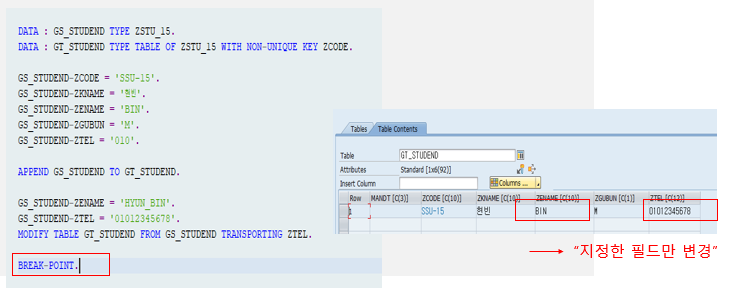 DATA : GS_STUDEND TYPE ZSTU_15.
DATA : GT_STUDEND TYPE TABLE OF ZSTU_15 WITH NON-UNIQUE KEY ZCODE.
GS_STUDEND-ZCODE = 'SSU-15'.
GS_STUDEND-ZKNAME = '현빈'.
GS_STUDEND-ZENAME = 'BIN'.
GS_STUDEND-ZGUBUN = 'M'.
GS_STUDEND-ZTEL = '010'.
APPEND GS_STUDEND TO GT_STUDEND.
GS_STUDEND-ZENAME = 'HYUN_BIN'.
GS_STUDEND-ZTEL = '01012345678'.
MODIFY TABLE GT_STUDEND FROM GS_STUDEND TRANSPORTING ZTEL.
BREAK-POINT.
Tables Table Contents
Table GT_STUDEND
Attributes Standard [1x6(92)]
Insert Column Columns ...
Row MANDT [C(3)] ZCODE [C(10)] ZKNAME [C(10)] ZENAME [C(10)] ZGUBUN [C(1)] ZTEL [C(12)]
1 SSU-15 현빈 BIN M 01012345678
"지정한 필드만 변경"